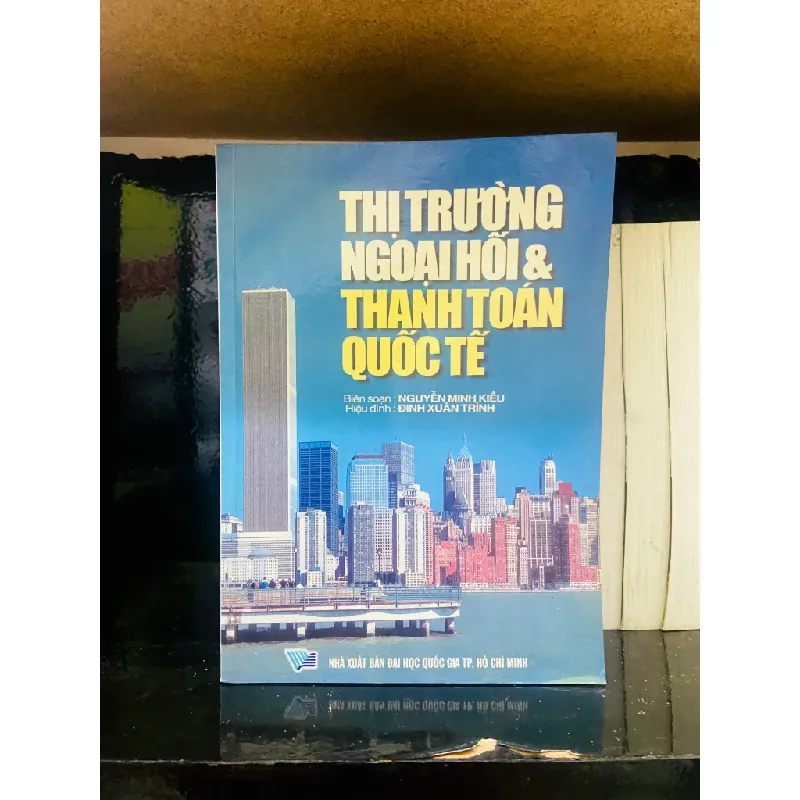 THỊ TRƯỜNG
NGOẠI HỐI &
THANH TOÁN
QUỐC TẾ
Biên soạn : NGUYỄN MINH KIỀU
Hiệu đính : ĐINH XUÂN TRÌNH
NHÀ XUẤT BẢN ĐẠI HỌC QUỐC GIA TP. HỒ CHÍ MINH